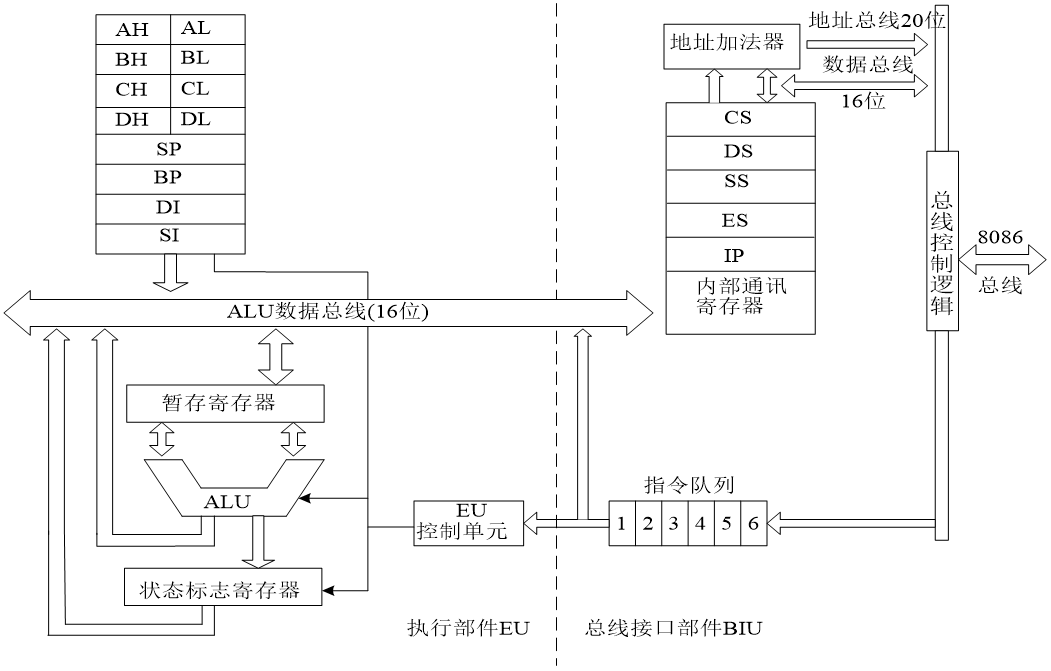 AH AL
BH BL
CH CL
DH DL
SP
BP
DI
SI
ALU数据总线(16位)
暂存寄存器
ALU
状态标志寄存器
EU
控制单元
执行部件EU
地址加法器
地址总线20位
数据总线
16位
CS
DS
SS
ES
IP
内部通讯
寄存器
总线控制逻辑
8086
总线
指令队列
1 2 3 4 5 6
总线接口部件BIU